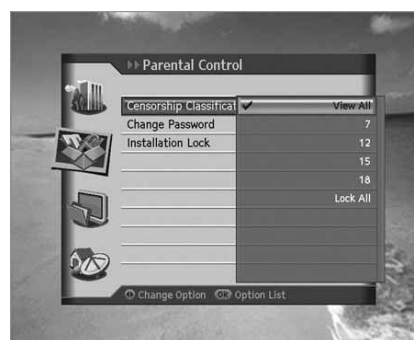 Parental Control
Censorship Classificat ✔ View All
Change Password 7
Installation Lock 12
15
18
Lock All
Change Option OK Option List